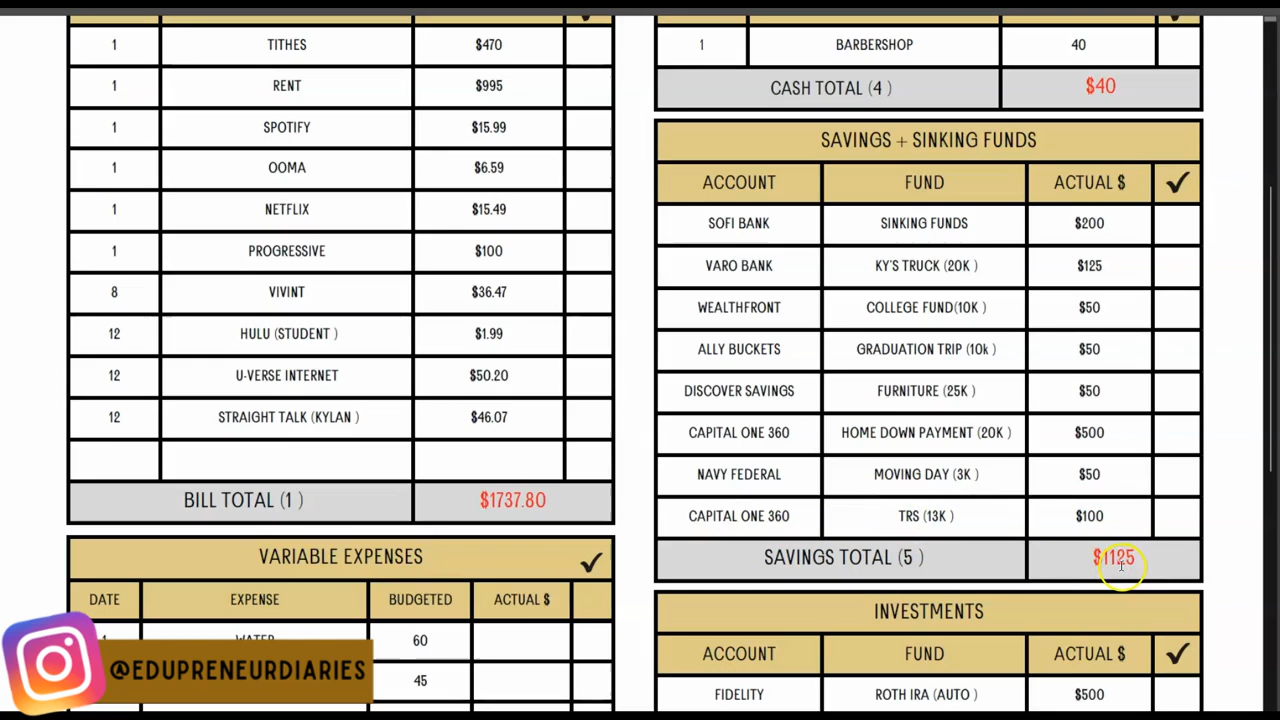 1 TITHES $470
1 RENT $995
1 SPOTIFY $15.99
1 OOMA $6.59
1 NETFLIX $15.49
1 PROGRESSIVE $100
8 VIVINT $36.47
12 HULU (STUDENT ) $1.99
12 U-VERSE INTERNET $50.20
12 STRAIGHT TALK (KYLAN ) $46.07
BILL TOTAL (1 ) $1737.80
VARIABLE EXPENSES
DATE EXPENSE BUDGETED ACTUAL $
1 WATER 60
45
@EDUPRENEURDIARIES
1 BARBERSHOP 40
CASH TOTAL (4 ) $40
SAVINGS + SINKING FUNDS
ACCOUNT FUND ACTUAL $
SOFI BANK SINKING FUNDS $200
VARO BANK KY'S TRUCK (20K ) $125
WEALTHFRONT COLLEGE FUND(10K ) $50
ALLY BUCKETS GRADUATION TRIP (10k ) $50
DISCOVER SAVINGS FURNITURE (25K ) $50
CAPITAL ONE 360 HOME DOWN PAYMENT (20K ) $500
NAVY FEDERAL MOVING DAY (3K ) $50
CAPITAL ONE 360 TRS (13K ) $100
SAVINGS TOTAL (5 ) $1125
INVESTMENTS
ACCOUNT FUND ACTUAL $
FIDELITY ROTH IRA (AUTO ) $500